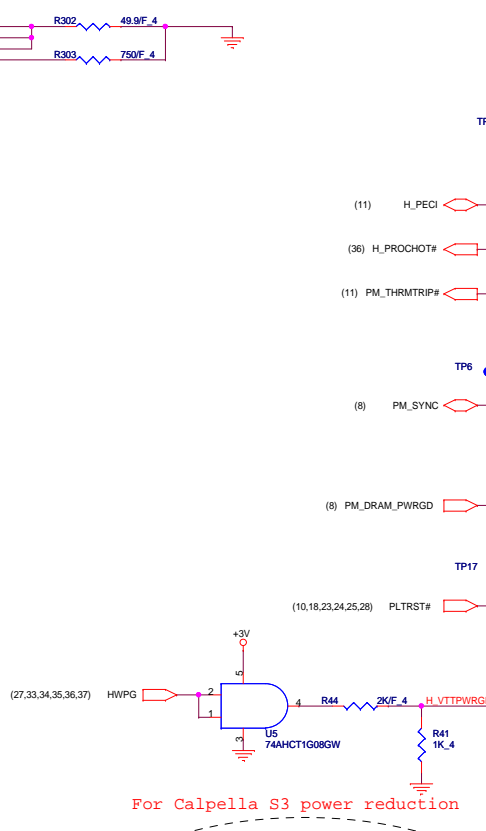 R302 49.9/F_4
R303 750/F_4
(11) H_PECI
(36) H_PROCHOT#
(11) PM_THRMTRIP#
TP6
(8) PM_SYNC
(8) PM_DRAM_PWRGD
TP17
(10,18,23,24,25,28) PLTRST#
+3V
5
(27,33,34,35,36,37) HWPG
2
1
4
3
R44 2K/F_4
U5
74AHCT1G08GW
R41
1K_4
For Calpella S3 power reduction